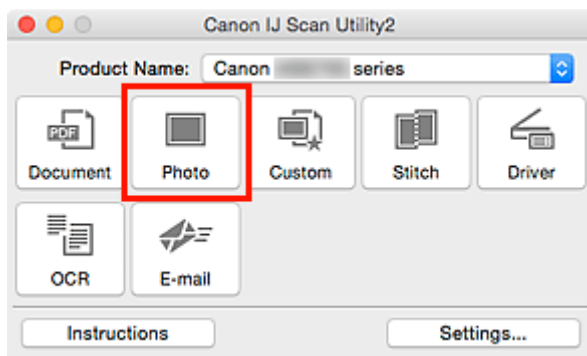 Canon IJ Scan Utility2
Product Name: Canon series
PDF
Document Photo Custom Stitch Driver
OCR E-mail
Instructions Settings...